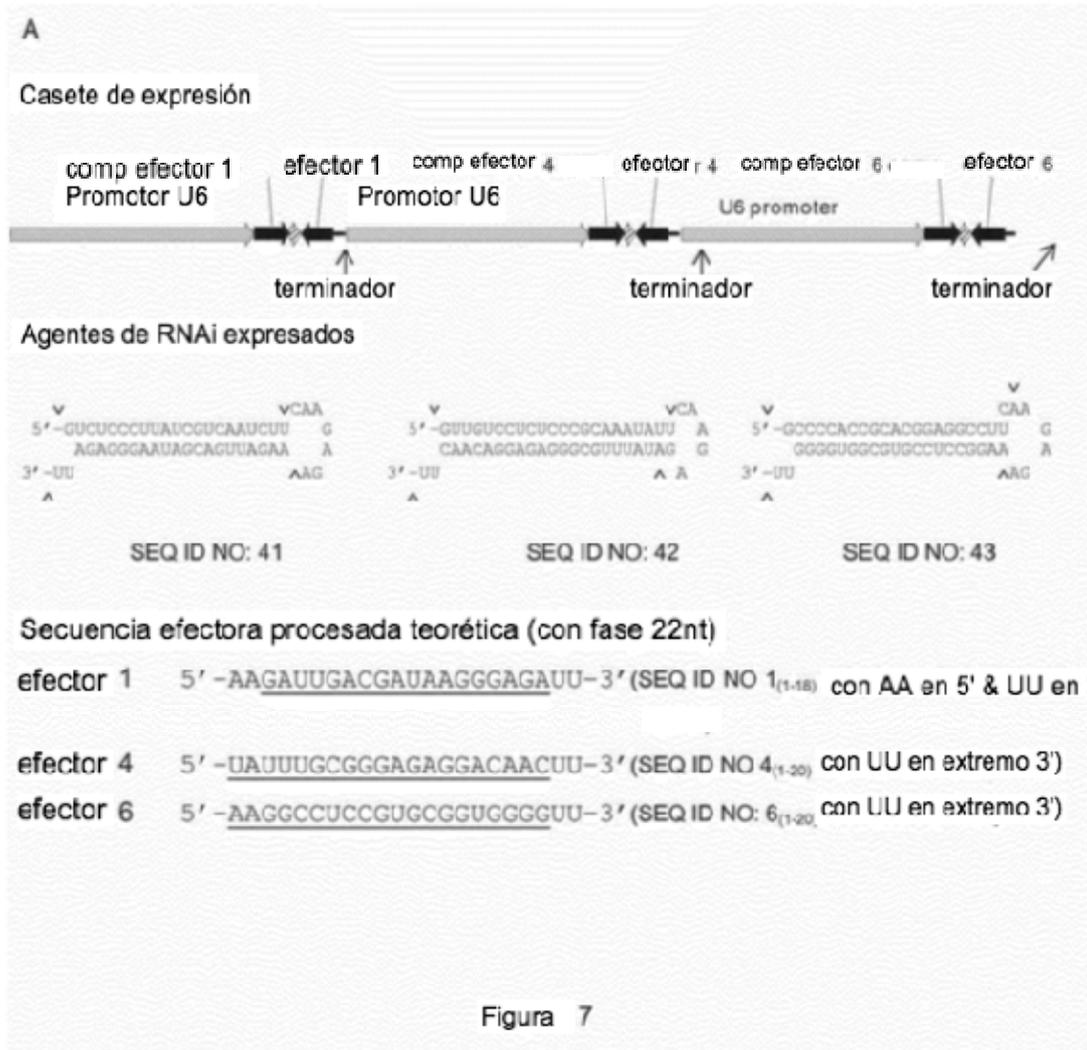 A
Casete de expresión
comp efector 1 efector 1 comp efector 4 efector r 4 comp efector 6 efector 6
Promotor U6 Promotor U6 U6 promoter
terminador terminador terminador
Agentes de RNAi expresados
CAA CA CAA
5'-GUCUCCCUUAUCGUCAAUCUU G 5'-GUUGUCCUCUCCCGCAAAUAUU A 5'-GCCCCACCGCACGGAGGCCUU G
AGAGGGAAUAGCAGUUAGAA A CAACAGGAGAGGGCGUUUAUAG G GGGGUGGCGUGCCUCCGGAA A
3'-UU AAG 3'-UU A 3'-UU AAG
SEQ ID NO: 41 SEQ ID NO: 42 SEQ ID NO: 43
Secuencia efectora procesada teorética (con fase 22nt)
efector 1 5'-AAGAUUGACGAUAAGGGAGAUU-3' (SEQ ID NO 1(1-18) con AA en 5' & UU en
efector 4 5'-UAUUUGCGGGAGAGGACAACUU-3' (SEQ ID NO 4(1-20) con UU en extremo 3')
efector 6 5'-AAGGCCUCCGUGCGGUGGGGUU-3' (SEQ ID NO: 6(1-20) con UU en extremo 3')
Figura 7